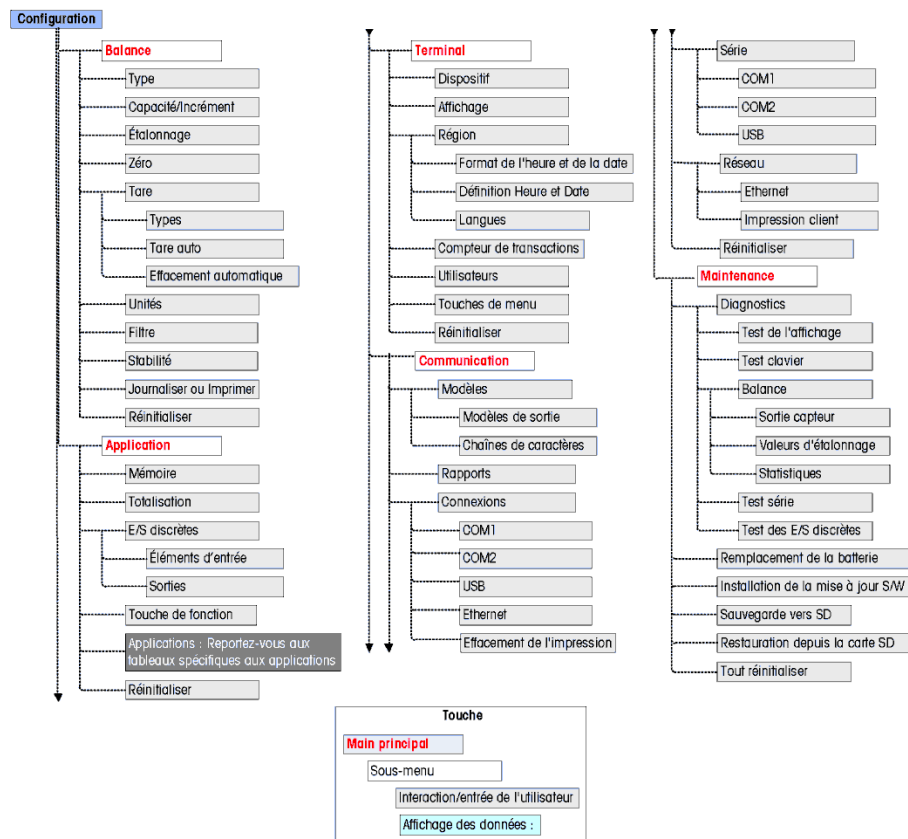 Configuration
Balance
Type
Capacité/Incrément
Étalonnage
Zéro
Tare
Types
Tare auto
Effacement automatique
Unités
Filtre
Stabilité
Journaliser ou Imprimer
Réinitialiser
Application
Mémoire
Totalisation
E/S discrètes
Éléments d'entrée
Sorties
Touche de fonction
Applications : Reportez-vous aux
tableaux spécifiques aux applications
Réinitialiser
Terminal
Dispositif
Affichage
Région
Format de l'heure et de la date
Définition Heure et Date
Langues
Compteur de transactions
Utilisateurs
Touches de menu
Réinitialiser
Communication
Modèles
Modèles de sortie
Chaînes de caractères
Rapports
Connexions
COM1
COM2
USB
Ethernet
Effacement de l'impression
Série
COM1
COM2
USB
Réseau
Ethernet
Impression client
Réinitialiser
Maintenance
Diagnostics
Test de l'affichage
Test clavier
Balance
Sortie capteur
Valeurs d'étalonnage
Statistiques
Test série
Test des E/S discrètes
Remplacement de la batterie
Installation de la mise à jour S/W
Sauvegarde vers SD
Restauration depuis la carte SD
Tout réinitialiser
Touche
Main principal
Sous-menu
Interaction/entrée de l'utilisateur
Affichage des données :